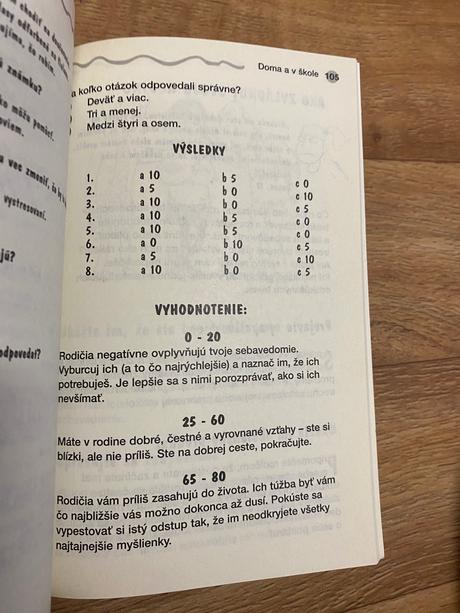 ú známku?
vystresovaní.
Doma a v škole 105
a koľko otázok odpovedali správne?
Deväť a viac.
Tri a menej.
Medzi štyri a osem.
VÝSLEDKY
1. a 10 b 5 c 0
2. a 5 b 0 c 10
3. a 10 b 0 c 5
4. a 10 b 5 c 0
5. a 10 b 5 c 0
6. a 0 b 10 c 5
7. a 5 b 0 c 10
8. a 10 b 0 c 5
VYHODNOTENIE:
0 - 20
Rodičia negatívne ovplyvňujú tvoje sebavedomie.
Vyburcuj ich (a to čo najrýchlejšie) a naznač im, že ich
potrebuješ. Je lepšie sa s nimi porozprávať, ako si ich
nevšímať.
25 - 60
Máte v rodine dobré, čestné a vyrovnané vzťahy – ste si
blízki, ale nie príliš. Ste na dobrej ceste, pokračujte.
65 - 80
Rodičia vám príliš zasahujú do života. Ich túžba byť vám
čo najbližšie vás možno dokonca až dusí. Pokúste sa
vypestovať si istý odstup tak, že im neodkryjete všetky
najtajnejšie myšlienky.